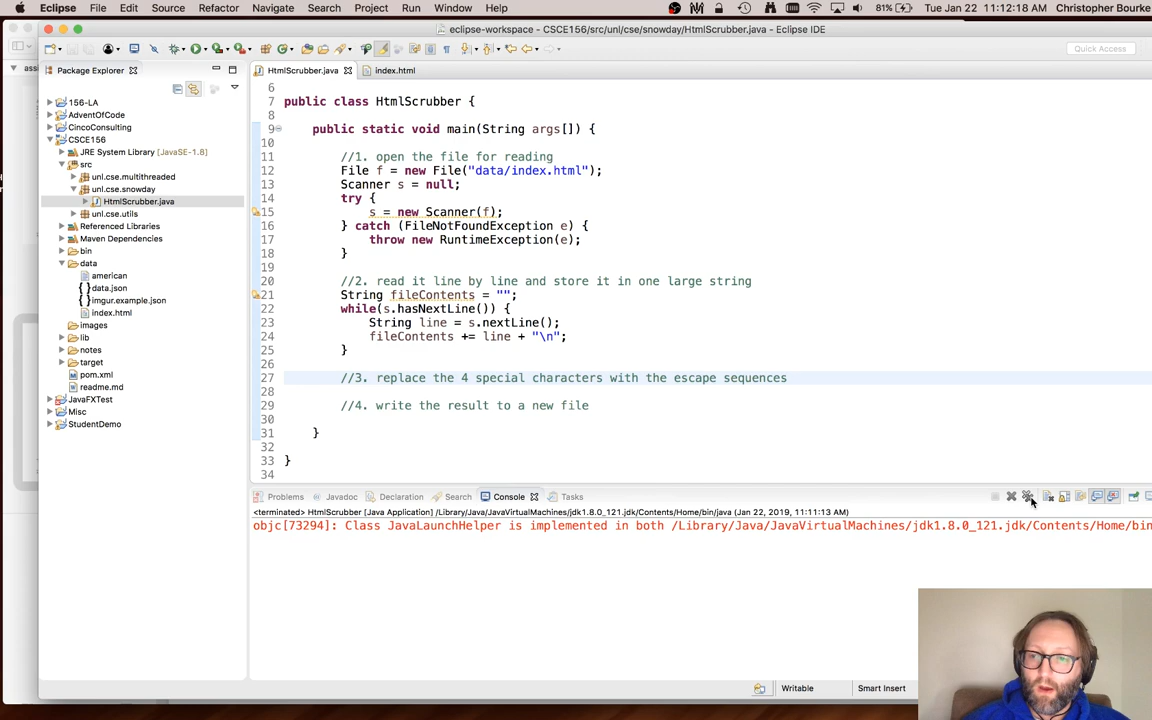 Eclipse File Edit Source Refactor Navigate Search Project Run Window Help 81% Tue Jan 22 11:12:18 AM Christopher Bourke
eclipse-workspace - CSCE156/src/unl/cse/snowday/HtmlScrubber.java - Eclipse IDE
Quick Access
assi
Package Explorer
HtmlScrubber.java
index.html
156-LA
AdventOfCode
CincoConsulting
CSCE156
JRE System Library [JavaSE-1.8]
src
unl.cse.multithreaded
unl.cse.snowday
HtmlScrubber.java
unl.cse.utils
Referenced Libraries
Maven Dependencies
bin
data
american
data.json
imgur.example.json
index.html
images
lib
notes
target
pom.xml
readme.md
JavaFXTest
Misc
StudentDemo
6
7 public class HtmlScrubber {
8
9 public static void main(String args[]) {
10
11 //1. open the file for reading
12 File f = new File("data/index.html");
13 Scanner s = null;
14 try {
15 s = new Scanner(f);
16 } catch (FileNotFoundException e) {
17 throw new RuntimeException(e);
18 }
19
20 //2. read it line by line and store it in one large string
21 String fileContents = "";
22 while(s.hasNextLine()) {
23 String line = s.nextLine();
24 fileContents += line + "\n";
25 }
26
27 //3. replace the 4 special characters with the escape sequences
28
29 //4. write the result to a new file
30
31 }
32
33 }
34
Problems Javadoc Declaration Search Console Tasks
<terminated> HtmlScrubber [Java Application] /Library/Java/JavaVirtualMachines/jdk1.8.0_121.jdk/Contents/Home/bin/java (Jan 22, 2019, 11:11:13 AM)
objc[73294]: Class JavaLaunchHelper is implemented in both /Library/Java/JavaVirtualMachines/jdk1.8.0_121.jdk/Contents/Home/bin
Writable Smart Insert